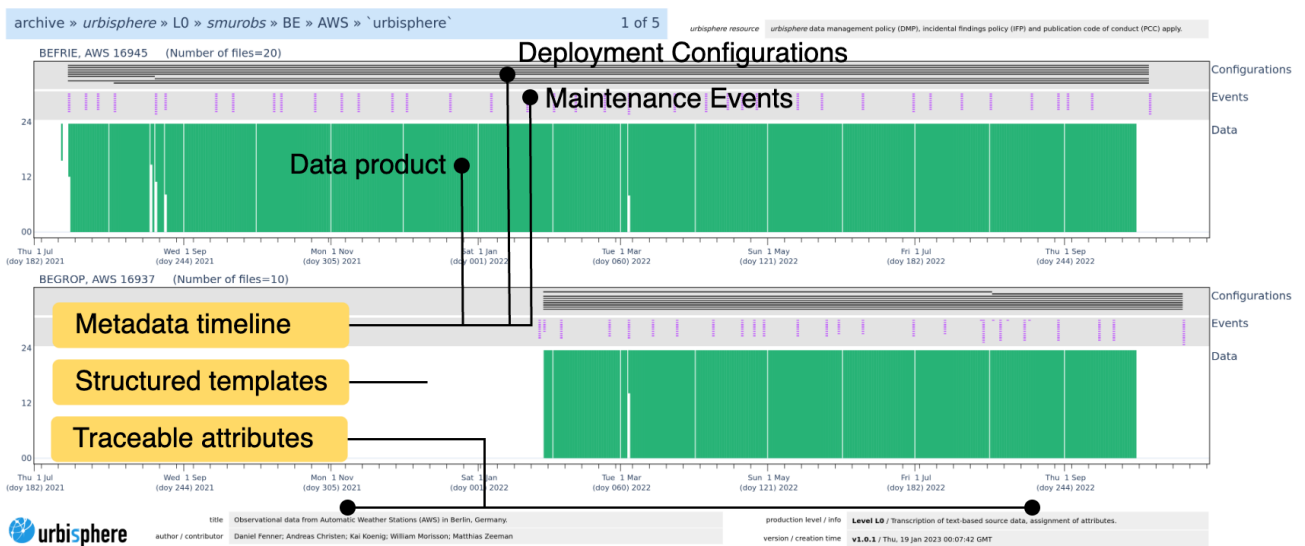 archive » urbisphere » L0 » smurobs » BE » AWS » `urbisphere` 1 of 5
urbisphere resource urbisphere data management policy (DMP), incidental findings policy (IFP) and publication code of conduct (PCC) apply.
BEFRIE, AWS 16945 (Number of files=20)
Deployment Configurations
Configurations
Maintenance Events
Events
24
Data
Data product
12
00
Thu 1 Jul Wed 1 Sep Mon 1 Nov Sat 1 Jan Tue 1 Mar Sun 1 May Fri 1 Jul Thu 1 Sep
(doy 182) 2021 (doy 244) 2021 (doy 305) 2021 (doy 001) 2022 (doy 060) 2022 (doy 121) 2022 (doy 182) 2022 (doy 244) 2022
BEGROP, AWS 16937 (Number of files=10)
Configurations
Metadata timeline
Events
24
Data
Structured templates
12
Traceable attributes
00
Thu 1 Jul Wed 1 Sep Mon 1 Nov Sat 1 Jan Tue 1 Mar Sun 1 May Fri 1 Jul Thu 1 Sep
(doy 182) 2021 (doy 244) 2021 (doy 305) 2021 (doy 001) 2022 (doy 060) 2022 (doy 121) 2022 (doy 182) 2022 (doy 244) 2022
urbisphere
title Observational data from Automatic Weather Stations (AWS) in Berlin, Germany.
production level / info Level L0 / Transcription of text-based source data, assignment of attributes.
author / contributor Daniel Fenner; Andreas Christen; Kai Koenig; William Morisson; Matthias Zeeman
version / creation time v1.0.1 / Thu, 19 Jan 2023 00:07:42 GMT